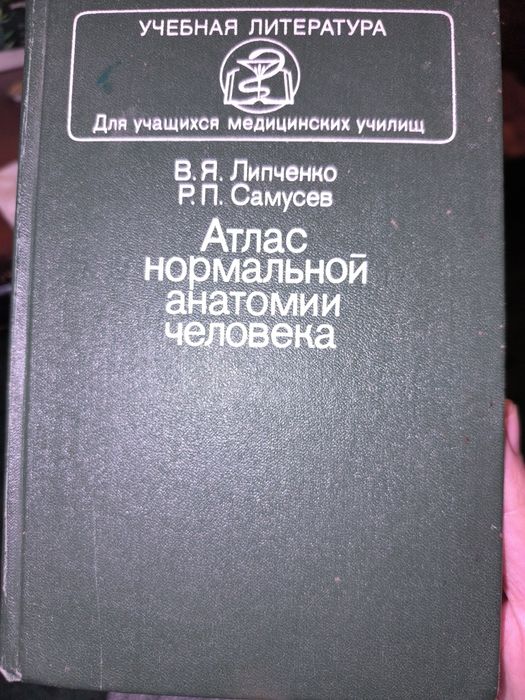 УЧЕБНАЯ ЛИТЕРАТУРА
Для учащихся медицинских училищ
В. Я. Липченко
Р. П. Самусев
Атлас
нормальной
анатомии
человека